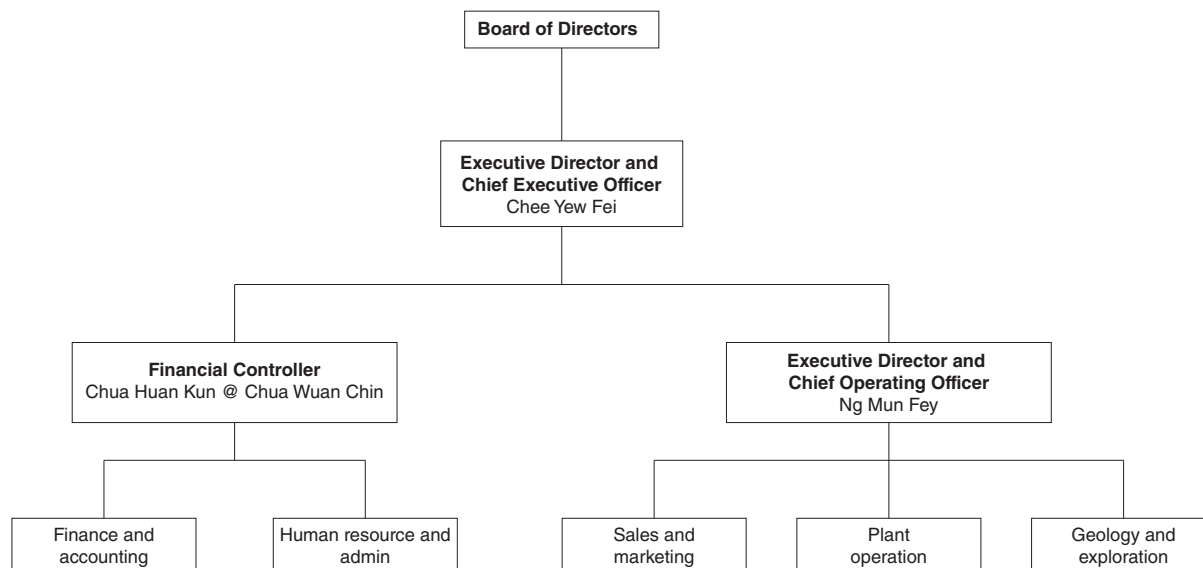 Board of Directors
Executive Director and
Chief Executive Officer
Chee Yew Fei
Financial Controller
Chua Huan Kun @ Chua Wuan Chin
Executive Director and
Chief Operating Officer
Ng Mun Fey
Finance and
accounting
Human resource and
admin
Sales and
marketing
Plant
operation
Geology and
exploration